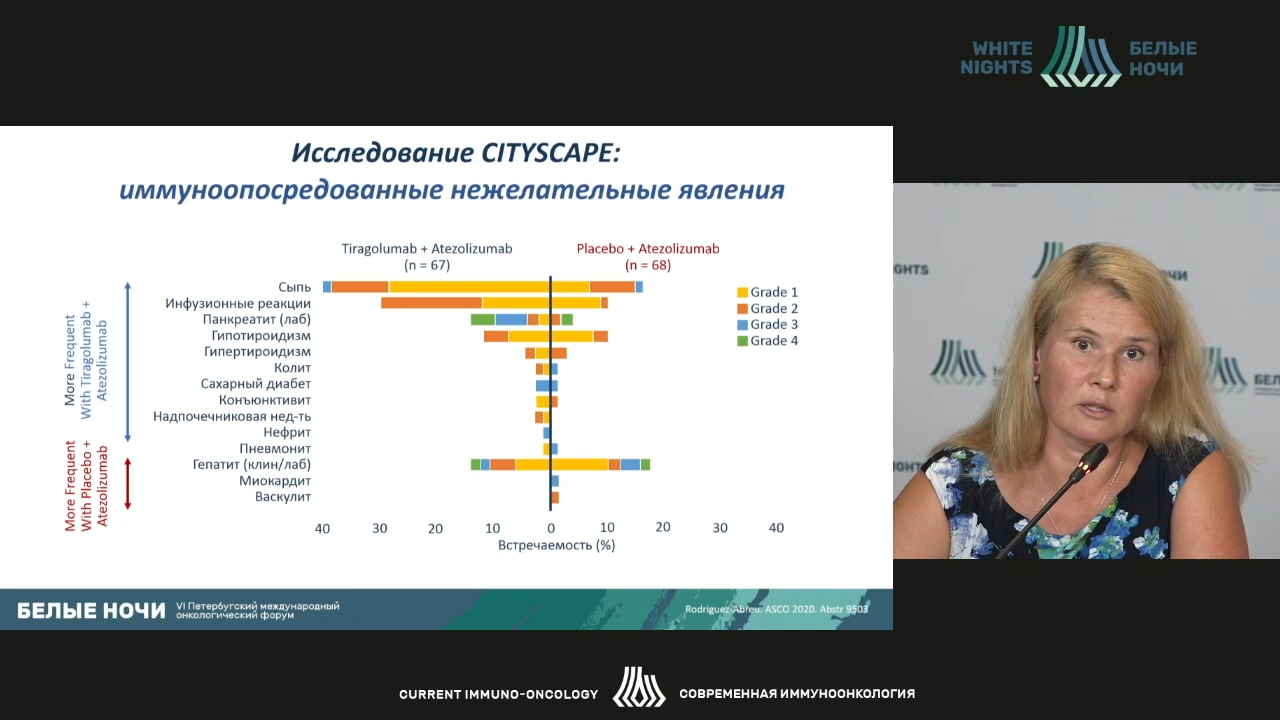 WHITE
NIGHTS
БЕЛЫЕ
НОЧИ
Исследование CITYSCAPE:
иммуноопосредованные нежелательные явления
Tiragolumab + Atezolizumab
(n = 67)
Placebo + Atezolizumab
(n = 68)
Grade 1
Grade 2
Grade 3
Grade 4
More Frequent
With Tiragolumab +
Atezolizumab
More Frequent
With Placebo +
Atezolizumab
Сыпь
Инфузионные реакции
Панкреатит (лаб)
Гипотироидизм
Гипертироидизм
Колит
Сахарный диабет
Конъюнктивит
Надпочечниковая нед-ть
Нефрит
Пневмонит
Гепатит (клин/лаб)
Миокардит
Васкулит
40 30 20 10 0 10 20 30 40
Встречаемость (%)
БЕЛЫЕ НОЧИ
VI Петербургский международный
онкологический форум
Rodriguez-Abreu. ASCO 2020. Abstr 9503
CURRENT IMMUNO-ONCOLOGY
СОВРЕМЕННАЯ ИММУНООНКОЛОГИЯ